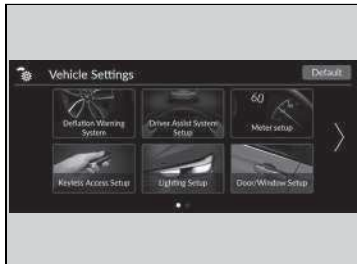 Vehicle Settings
Default
Deflation Warning
System
Driver Assist System
Setup
60
Meter setup
Keyless Access Setup
Lighting Setup
Door/Window Setup